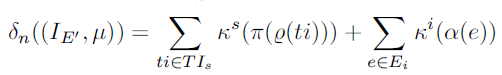 δ_n((I_{E'}, μ)) = ∑_{ti∈TI_s} κ^s(π(ϱ(ti))) + ∑_{e∈E_i} κ^i(α(e))